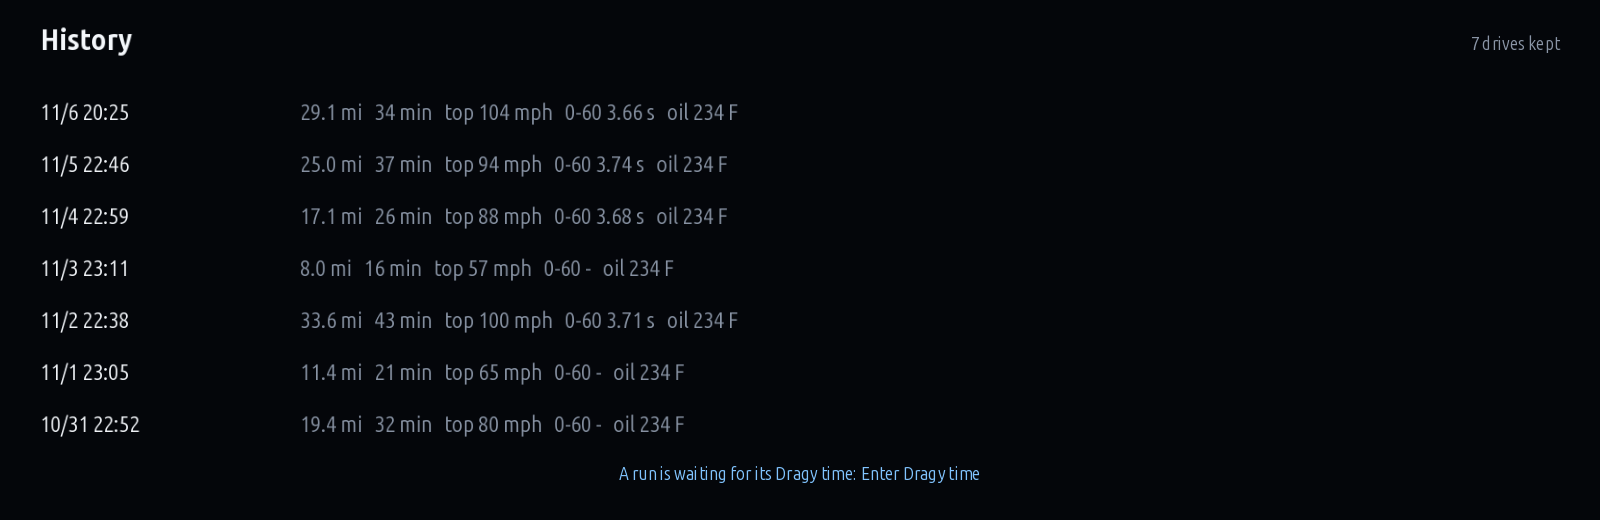 History
7 drives kept
11/6 20:25 29.1 mi 34 min top 104 mph 0-60 3.66 s oil 234 F
11/5 22:46 25.0 mi 37 min top 94 mph 0-60 3.74 s oil 234 F
11/4 22:59 17.1 mi 26 min top 88 mph 0-60 3.68 s oil 234 F
11/3 23:11 8.0 mi 16 min top 57 mph 0-60 - oil 234 F
11/2 22:38 33.6 mi 43 min top 100 mph 0-60 3.71 s oil 234 F
11/1 23:05 11.4 mi 21 min top 65 mph 0-60 - oil 234 F
10/31 22:52 19.4 mi 32 min top 80 mph 0-60 - oil 234 F
A run is waiting for its Dragy time: Enter Dragy time